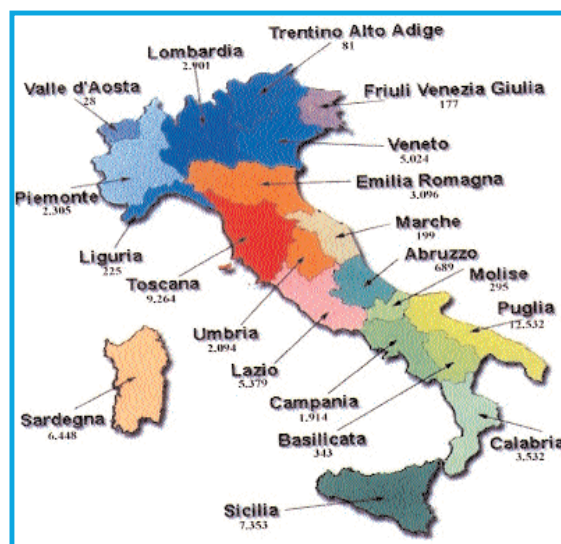 Trentino Alto Adige
81
Lombardia
2.901
Valle d'Aosta
28
Friuli Venezia Giulia
177
Veneto
5.024
Emilia Romagna
3.096
Piemonte
2.305
Marche
199
Liguria
225
Abruzzo
689
Toscana
9.264
Molise
295
Puglia
12.532
Umbria
2.094
Lazio
5.379
Campania
1.914
Sardegna
6.448
Basilicata
343
Calabria
3.532
Sicilia
7.353